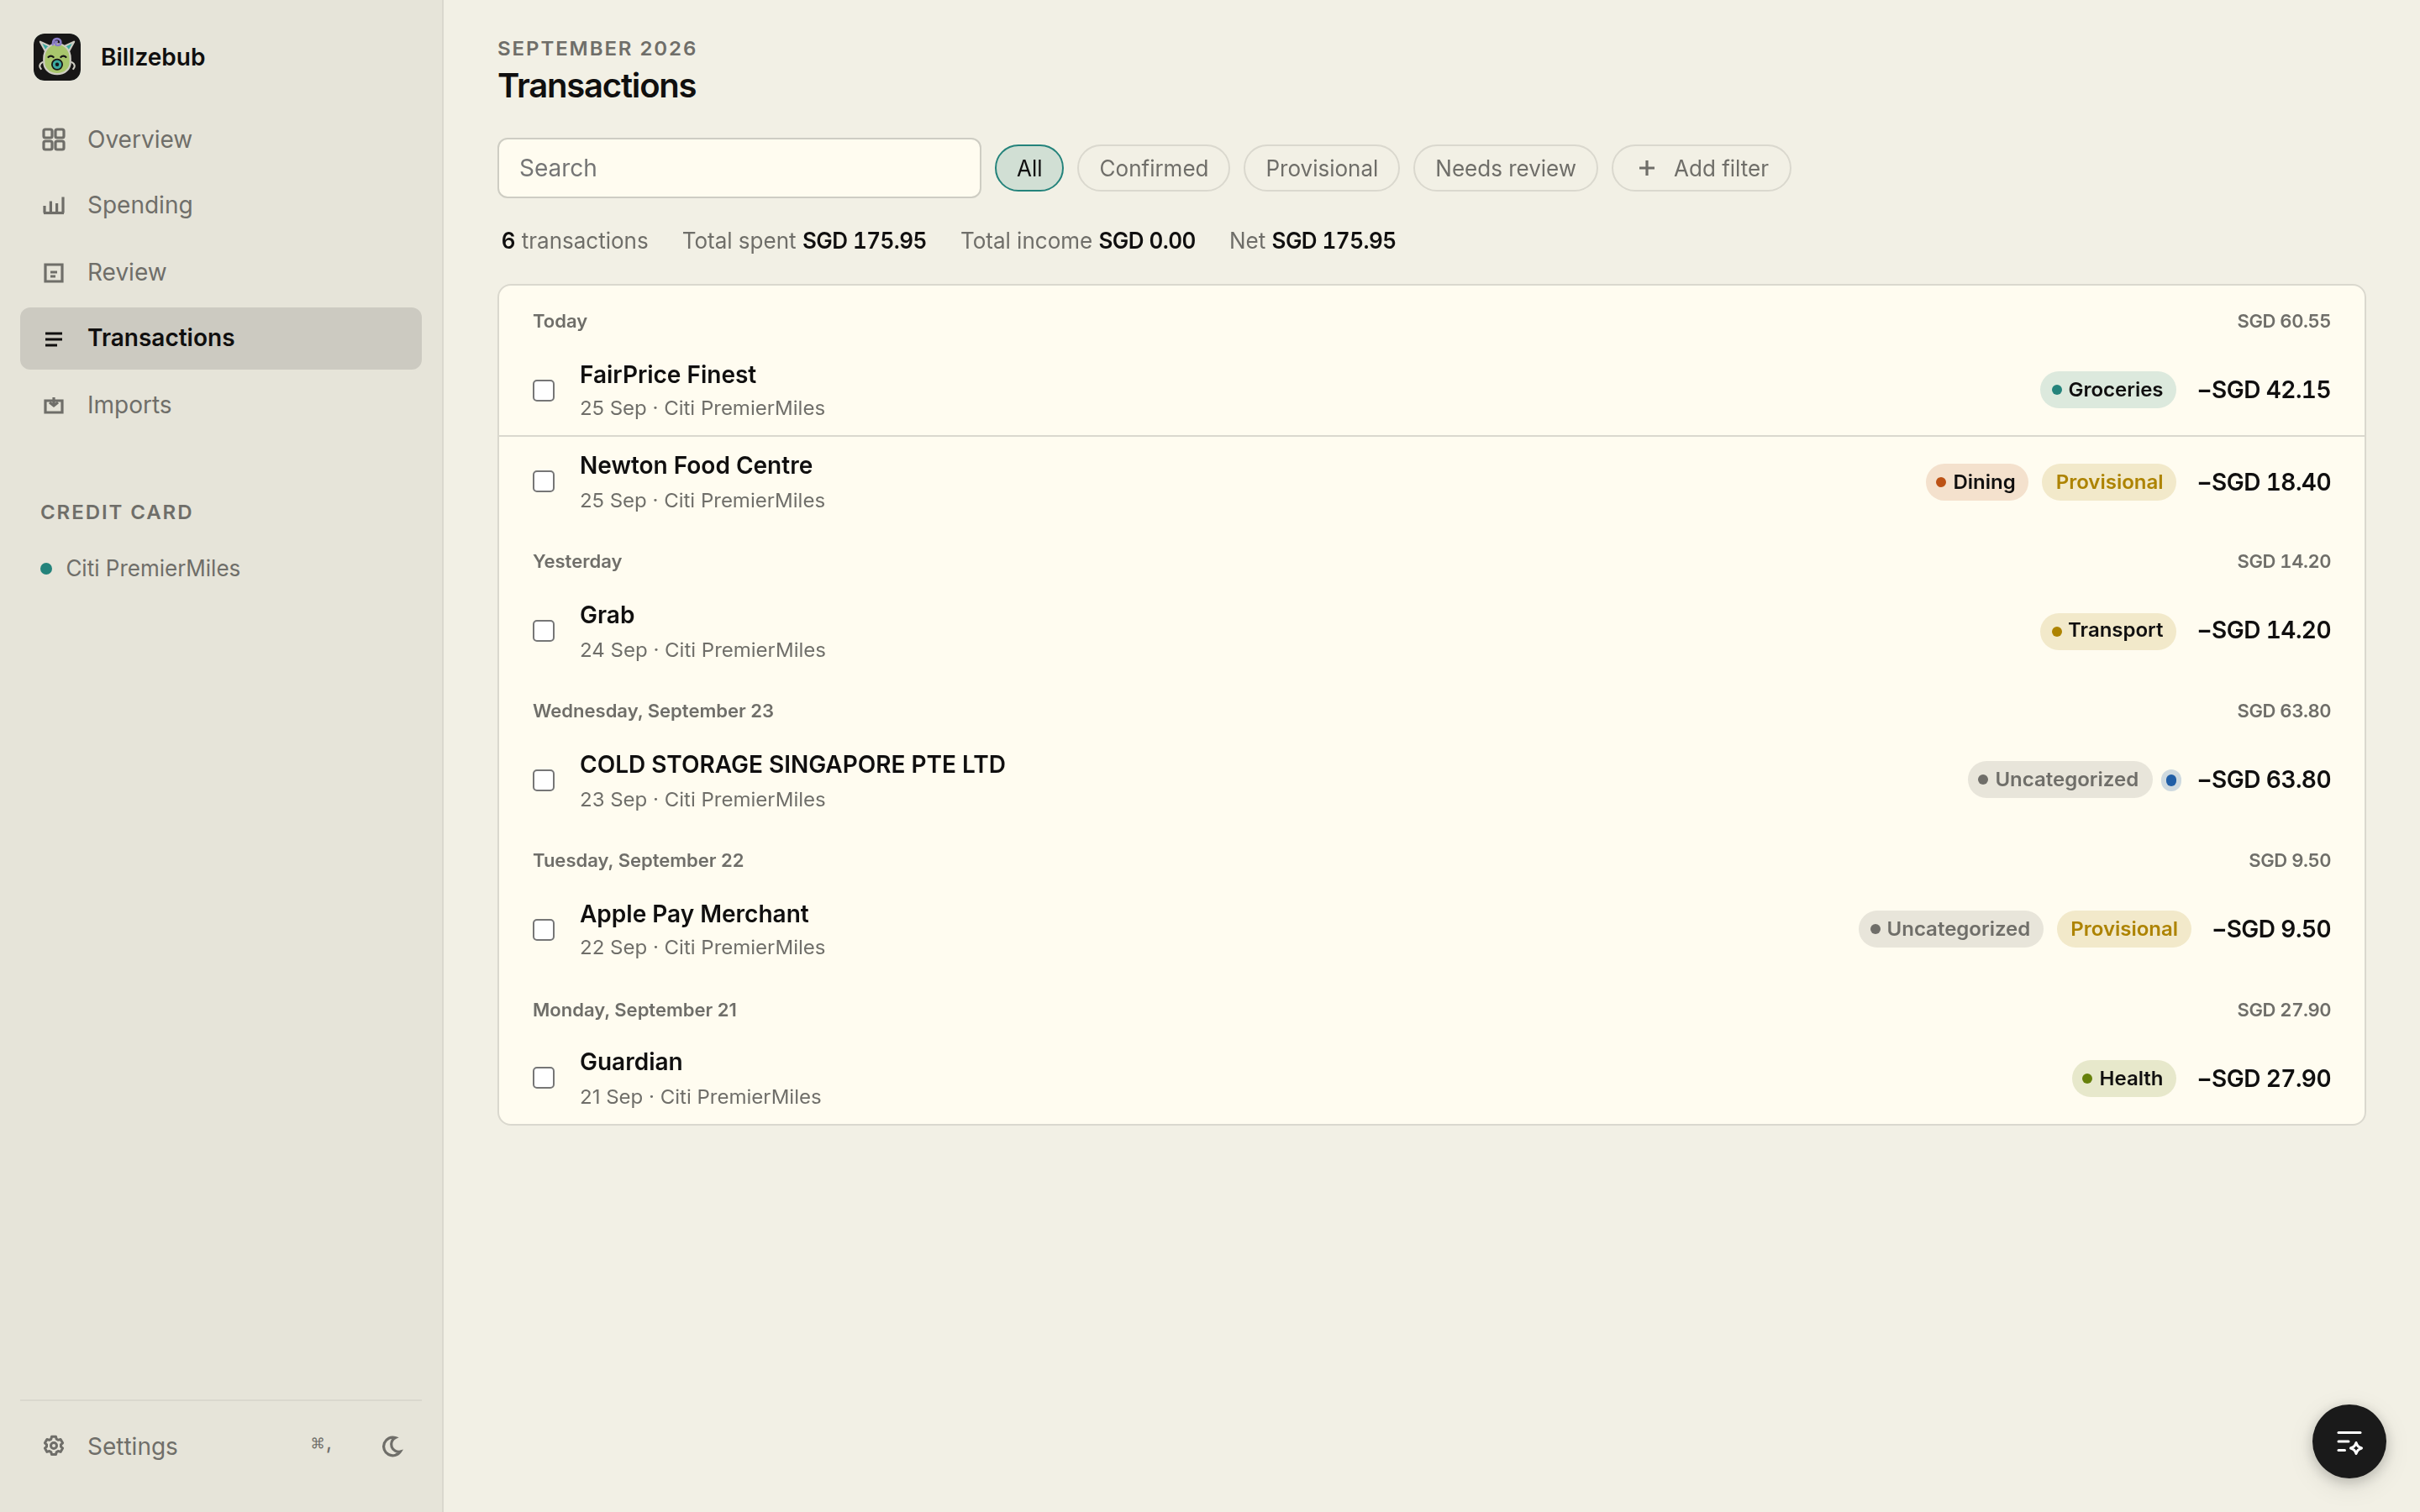 Billzebub
Overview
Spending
Review
Transactions
Imports
CREDIT CARD
Citi PremierMiles
Settings ⌘,
SEPTEMBER 2026
Transactions
Search All Confirmed Provisional Needs review + Add filter
6 transactions Total spent SGD 175.95 Total income SGD 0.00 Net SGD 175.95
Today SGD 60.55
FairPrice Finest
25 Sep · Citi PremierMiles
Groceries −SGD 42.15
Newton Food Centre
25 Sep · Citi PremierMiles
Dining Provisional −SGD 18.40
Yesterday SGD 14.20
Grab
24 Sep · Citi PremierMiles
Transport −SGD 14.20
Wednesday, September 23 SGD 63.80
COLD STORAGE SINGAPORE PTE LTD
23 Sep · Citi PremierMiles
Uncategorized −SGD 63.80
Tuesday, September 22 SGD 9.50
Apple Pay Merchant
22 Sep · Citi PremierMiles
Uncategorized Provisional −SGD 9.50
Monday, September 21 SGD 27.90
Guardian
21 Sep · Citi PremierMiles
Health −SGD 27.90